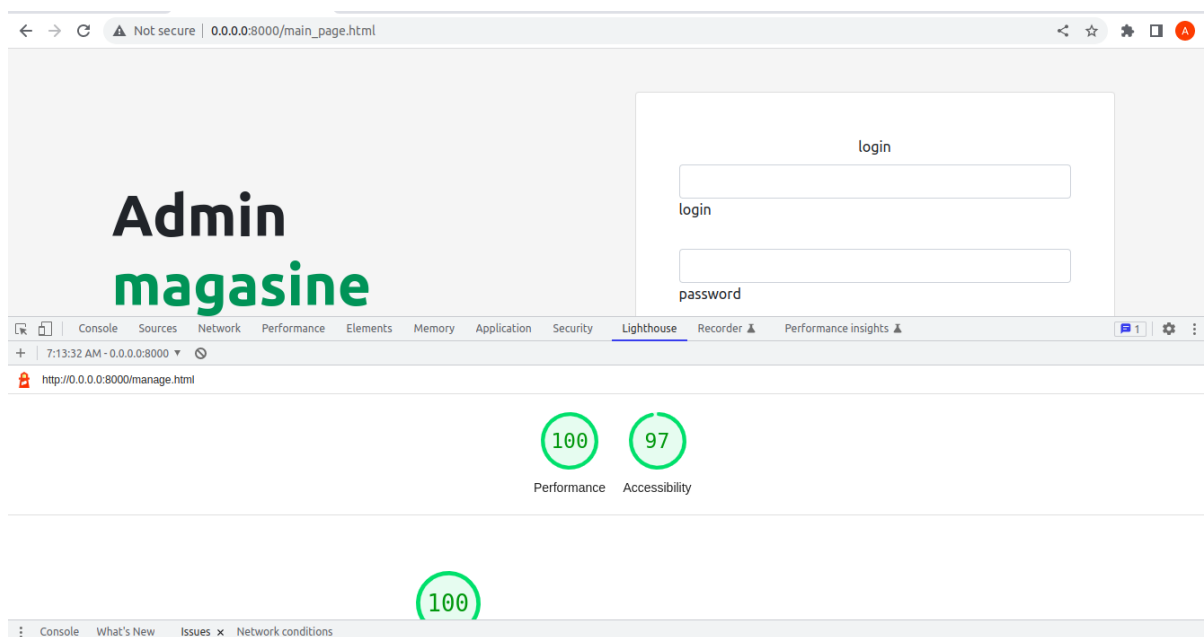 Not secure | 0.0.0.0:8000/main_page.html
A
login
login
Admin
magasine
password
Console Sources Network Performance Elements Memory Application Security Lighthouse Recorder Performance insights 1
7:13:32 AM - 0.0.0.0:8000
http://0.0.0.0:8000/manage.html
100 97
Performance Accessibility
100
Console What's New Issues x Network conditions